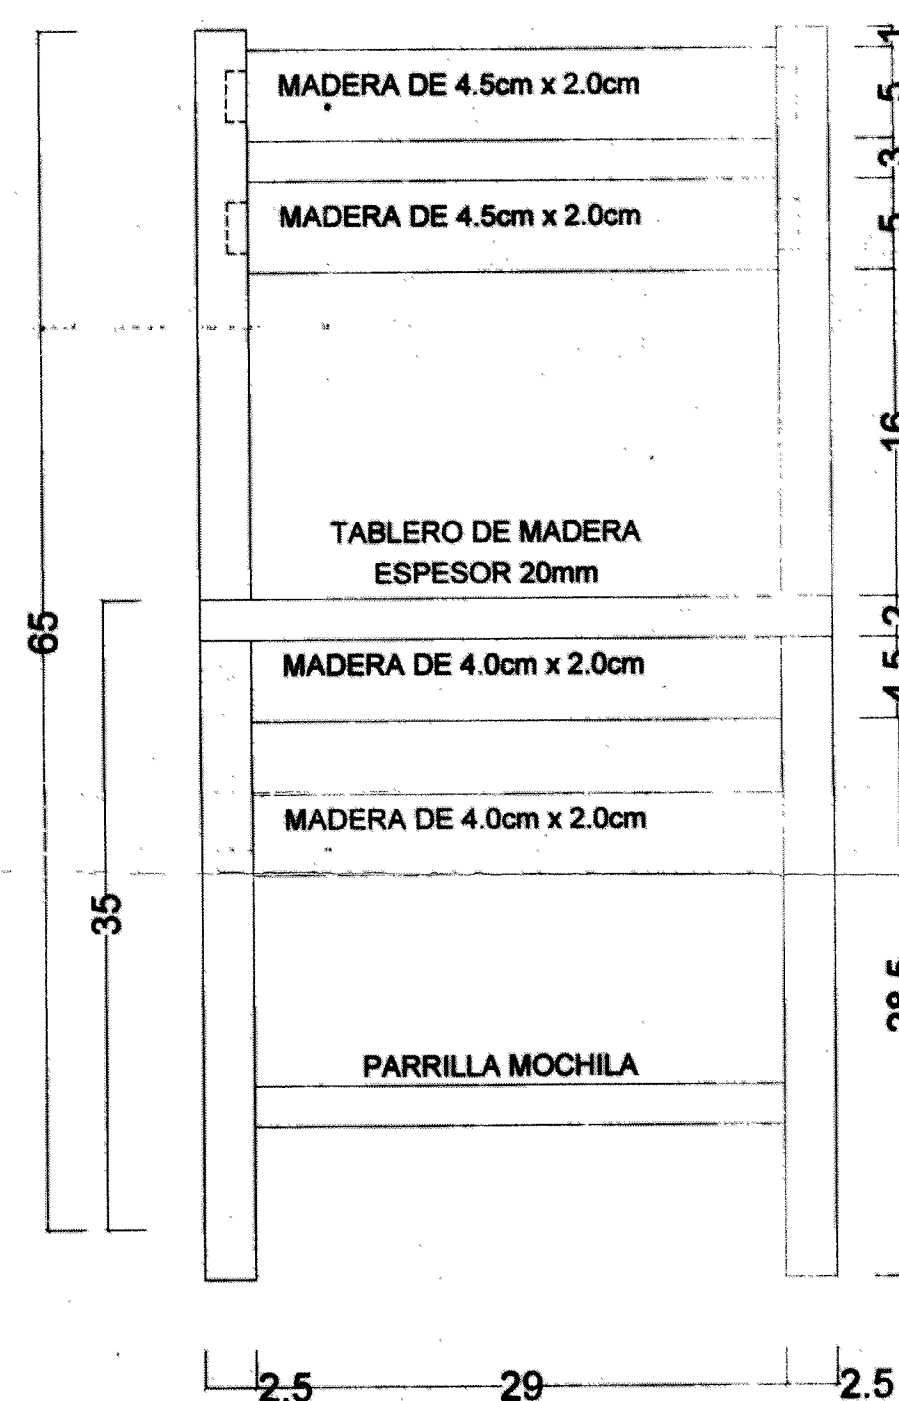 MADERA DE 4.5cm x 2.0cm
MADERA DE 4.5cm x 2.0cm
TABLERO DE MADERA
ESPESOR 20mm
MADERA DE 4.0cm x 2.0cm
MADERA DE 4.0cm x 2.0cm
PARRILLA MOCHILA
65
35
1
5
3
5
16
2
4.5
28.5
2.5
29
2.5